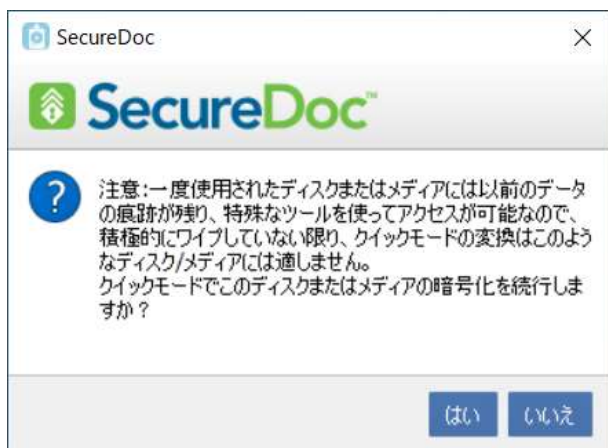 SecureDoc
SecureDoc™
注意:一度使用されたディスクまたはメディアには以前のデータ
の痕跡が残り、特殊なツールを使ってアクセスが可能なので、
積極的にワイプしていない限り、クイックモードの変換はこのよう
なディスク/メディアには適しません。
クイックモードでこのディスクまたはメディアの暗号化を続行しま
すか？
はい いいえ